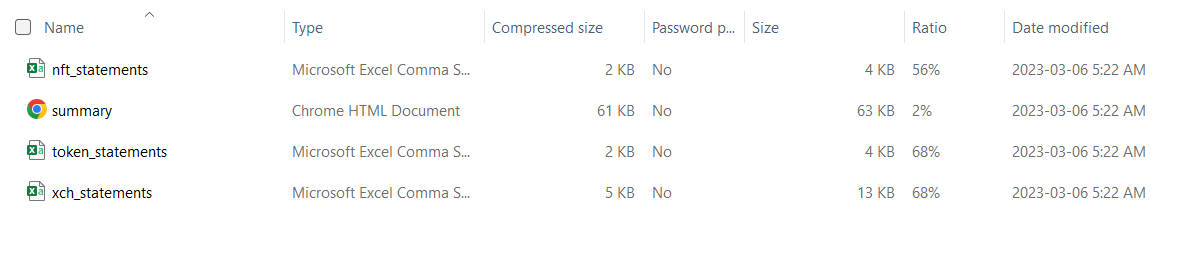 Name Type Compressed size Password p... Size Ratio Date modified
nft_statements Microsoft Excel Comma S... 2 KB No 4 KB 56% 2023-03-06 5:22 AM
summary Chrome HTML Document 61 KB No 63 KB 2% 2023-03-06 5:22 AM
token_statements Microsoft Excel Comma S... 2 KB No 4 KB 68% 2023-03-06 5:22 AM
xch_statements Microsoft Excel Comma S... 5 KB No 13 KB 68% 2023-03-06 5:22 AM